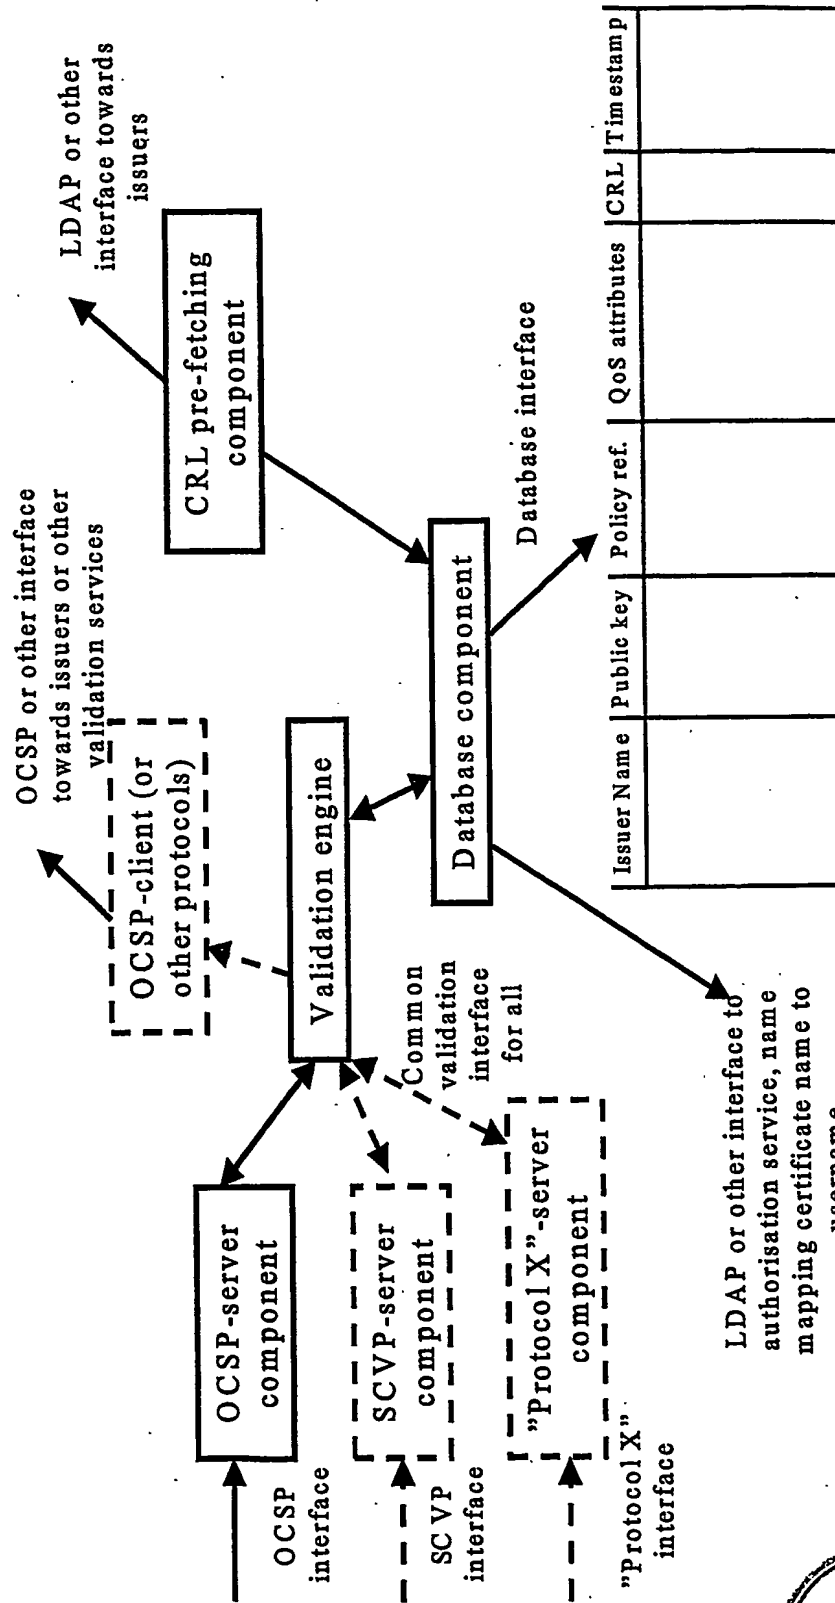 OCSP
interface
SCVP
interface
"Protocol X"
interface
OCSP-server
component
SCVP-server
component
"Protocol X"-server
component
Common
validation
interface
for all
OCSP-client (or
other protocols)
OCSP or other interface
towards issuers or other
validation services
Validation engine
Database component
CRL pre-fetching
component
LDAP or other
interface towards
issuers
Database interface
LDAP or other interface to
authorisation service, name
mapping certificate name to
username
Issuer Name
Public key
Policy ref.
QoS attributes
CRL
Timestamp